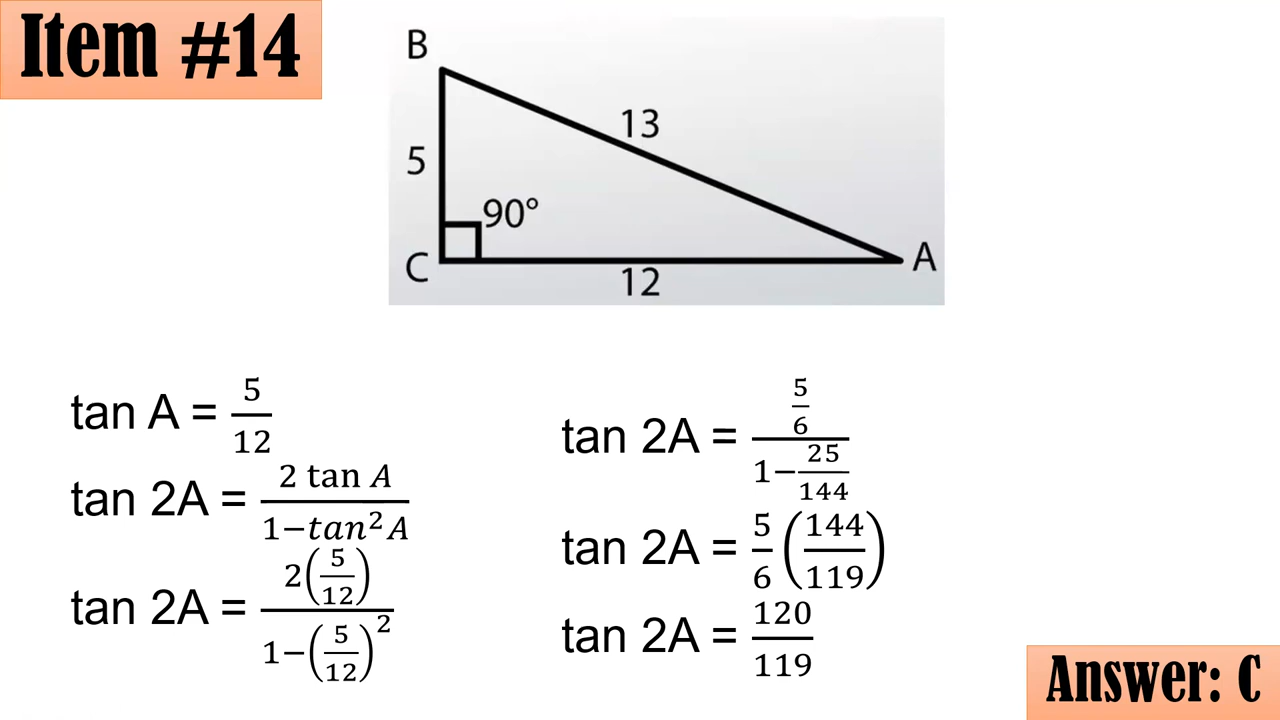 Item #14
B
13
5
90°
C
12
A
tan A = 5/12
tan 2A = (2 tan A)/(1−tan²A)
tan 2A = (2(5/12))/(1−(5/12)²)
tan 2A = (5/6)/(1−25/144)
tan 2A = 5/6 (144/119)
tan 2A = 120/119
Answer: C